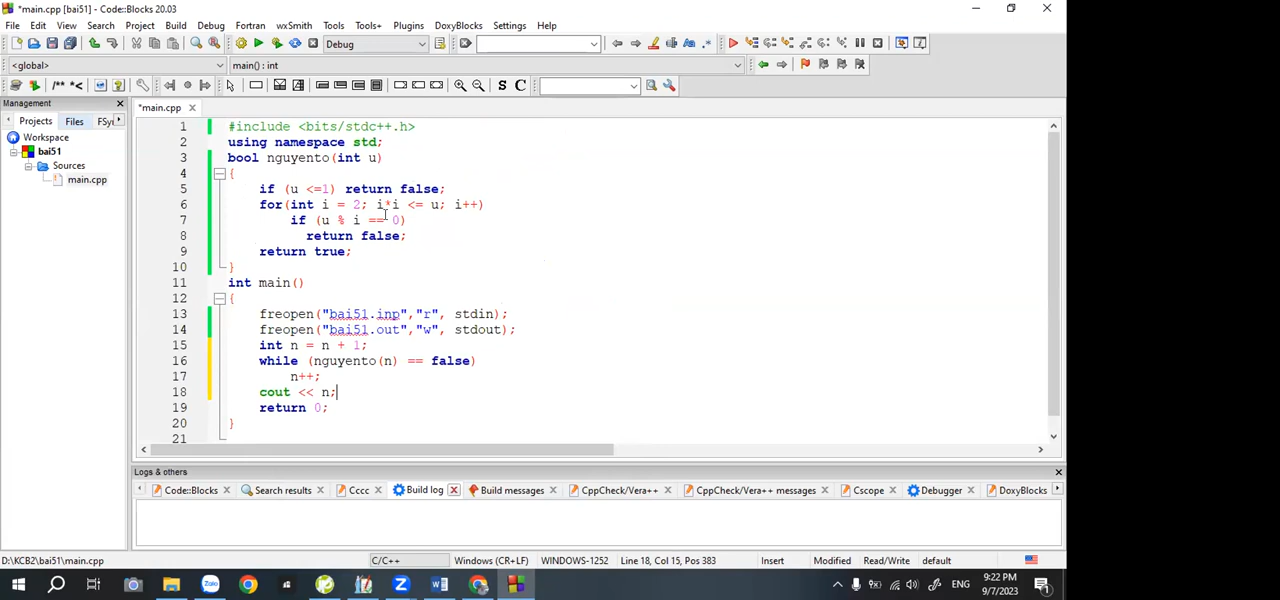 *main.cpp [bai51] - Code::Blocks 20.03
File Edit View Search Project Build Debug Fortran wxSmith Tools Tools+ Plugins DoxyBlocks Settings Help
Debug
<global> main() : int
/** *< S C
Management
Projects Files FSy
Workspace
bai51
Sources
main.cpp
*main.cpp
1 #include <bits/stdc++.h>
2 using namespace std;
3 bool nguyento(int u)
4 {
5 if (u <=1) return false;
6 for(int i = 2; i*i <= u; i++)
7 if (u % i == 0)
8 return false;
9 return true;
10 }
11 int main()
12 {
13 freopen("bai51.inp","r", stdin);
14 freopen("bai51.out","w", stdout);
15 int n = n + 1;
16 while (nguyento(n) == false)
17 n++;
18 cout << n;
19 return 0;
20 }
21
Logs & others
Code::Blocks Search results Cccc Build log Build messages CppCheck/Vera++ CppCheck/Vera++ messages Cscope Debugger DoxyBlocks
D:\KCB2\bai51\main.cpp C/C++ Windows (CR+LF) WINDOWS-1252 Line 18, Col 15, Pos 383 Insert Modified Read/Write default
Zalo ENG 9:22 PM
9/7/2023